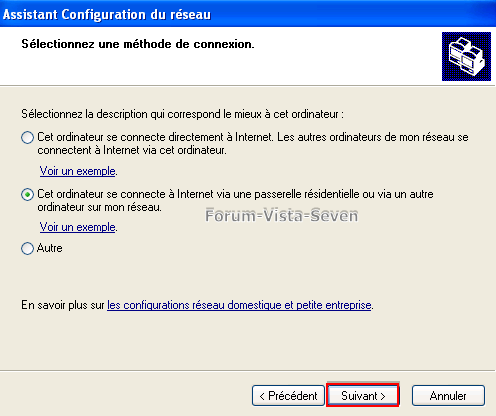 Assistant Configuration du réseau
Sélectionnez une méthode de connexion.
Sélectionnez la description qui correspond le mieux à cet ordinateur :
Cet ordinateur se connecte directement à Internet. Les autres ordinateurs de mon réseau se
connectent à Internet via cet ordinateur.
Voir un exemple.
Cet ordinateur se connecte à Internet via une passerelle résidentielle ou via un autre
ordinateur sur mon réseau.
Forum-Vista-Seven
Voir un exemple.
Autre
En savoir plus sur les configurations réseau domestique et petite entreprise.
< Précédent
Suivant >
Annuler